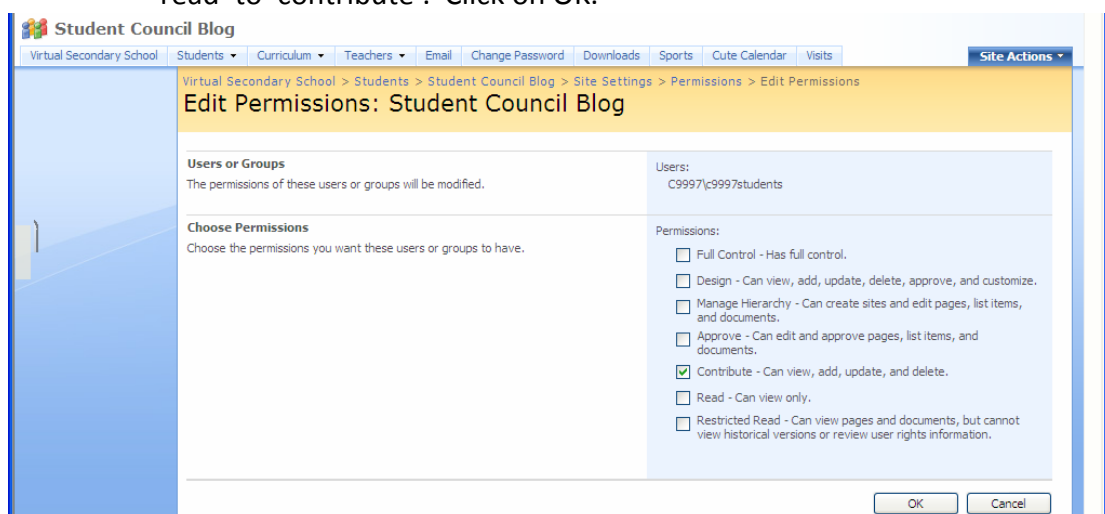 'read' to 'contribute'. Click on OK.
Student Council Blog
Virtual Secondary School Students Curriculum Teachers Email Change Password Downloads Sports Cute Calendar Visits Site Actions
Virtual Secondary School > Students > Student Council Blog > Site Settings > Permissions > Edit Permissions
Edit Permissions: Student Council Blog
Users or Groups
The permissions of these users or groups will be modified.
Users:
C9997\c9997students
Choose Permissions
Choose the permissions you want these users or groups to have.
Permissions:
Full Control - Has full control.
Design - Can view, add, update, delete, approve, and customize.
Manage Hierarchy - Can create sites and edit pages, list items,
and documents.
Approve - Can edit and approve pages, list items, and
documents.
Contribute - Can view, add, update, and delete.
Read - Can view only.
Restricted Read - Can view pages and documents, but cannot
view historical versions or review user rights information.
OK Cancel